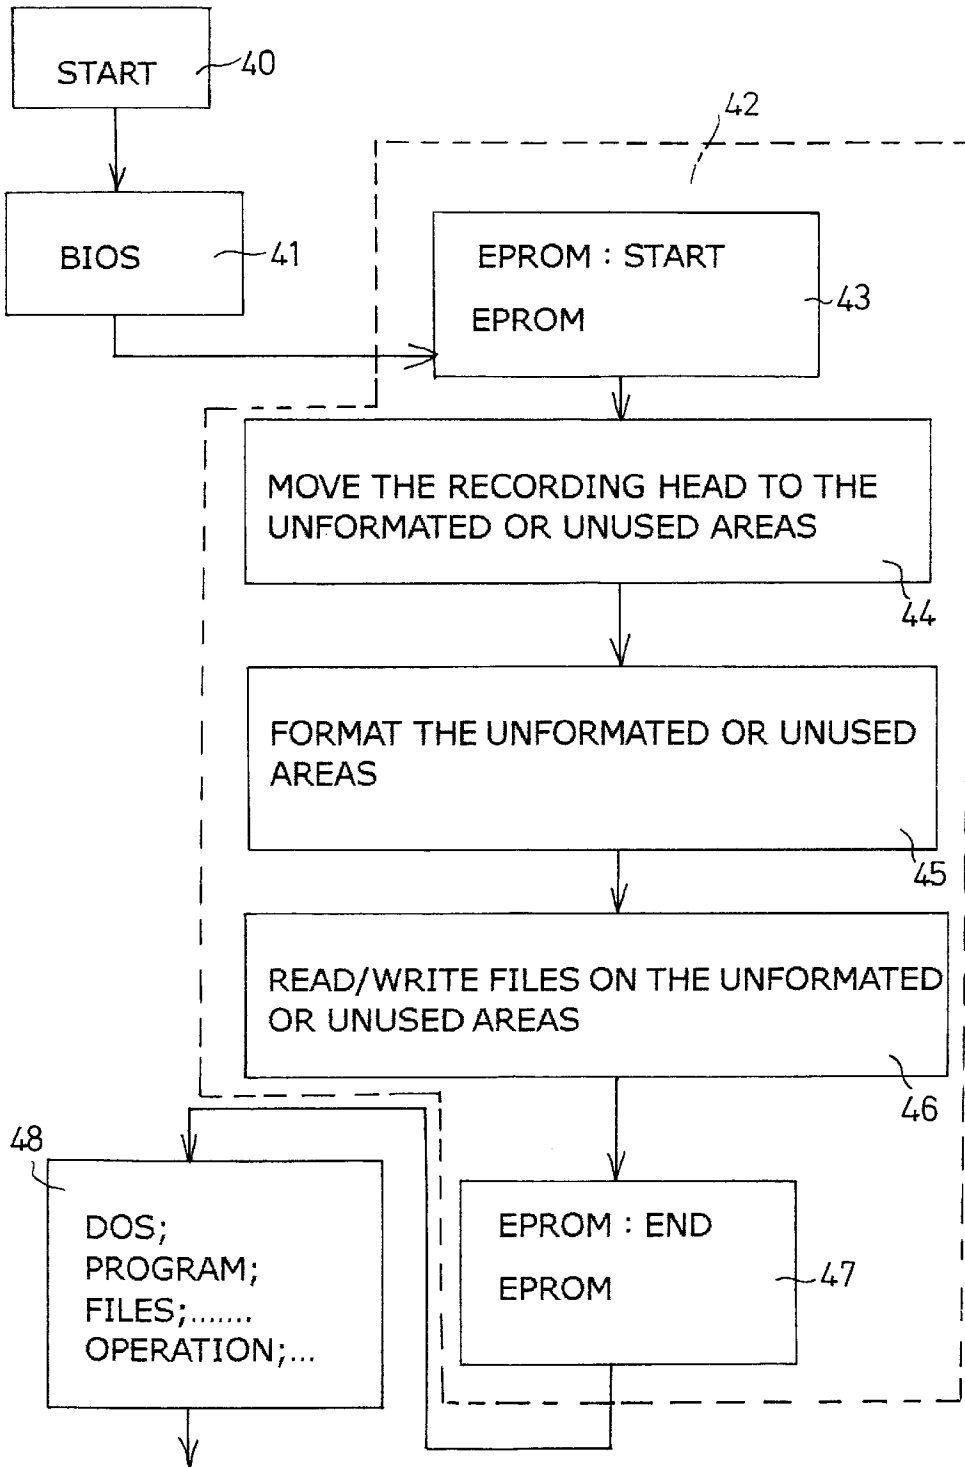 START
40
42
BIOS
41
EPROM : START
EPROM
43
MOVE THE RECORDING HEAD TO THE
UNFORMATED OR UNUSED AREAS
44
FORMAT THE UNFORMATED OR UNUSED
AREAS
45
READ/WRITE FILES ON THE UNFORMATED
OR UNUSED AREAS
46
48
DOS;
PROGRAM;
FILES;.......
OPERATION;...
EPROM : END
EPROM
47